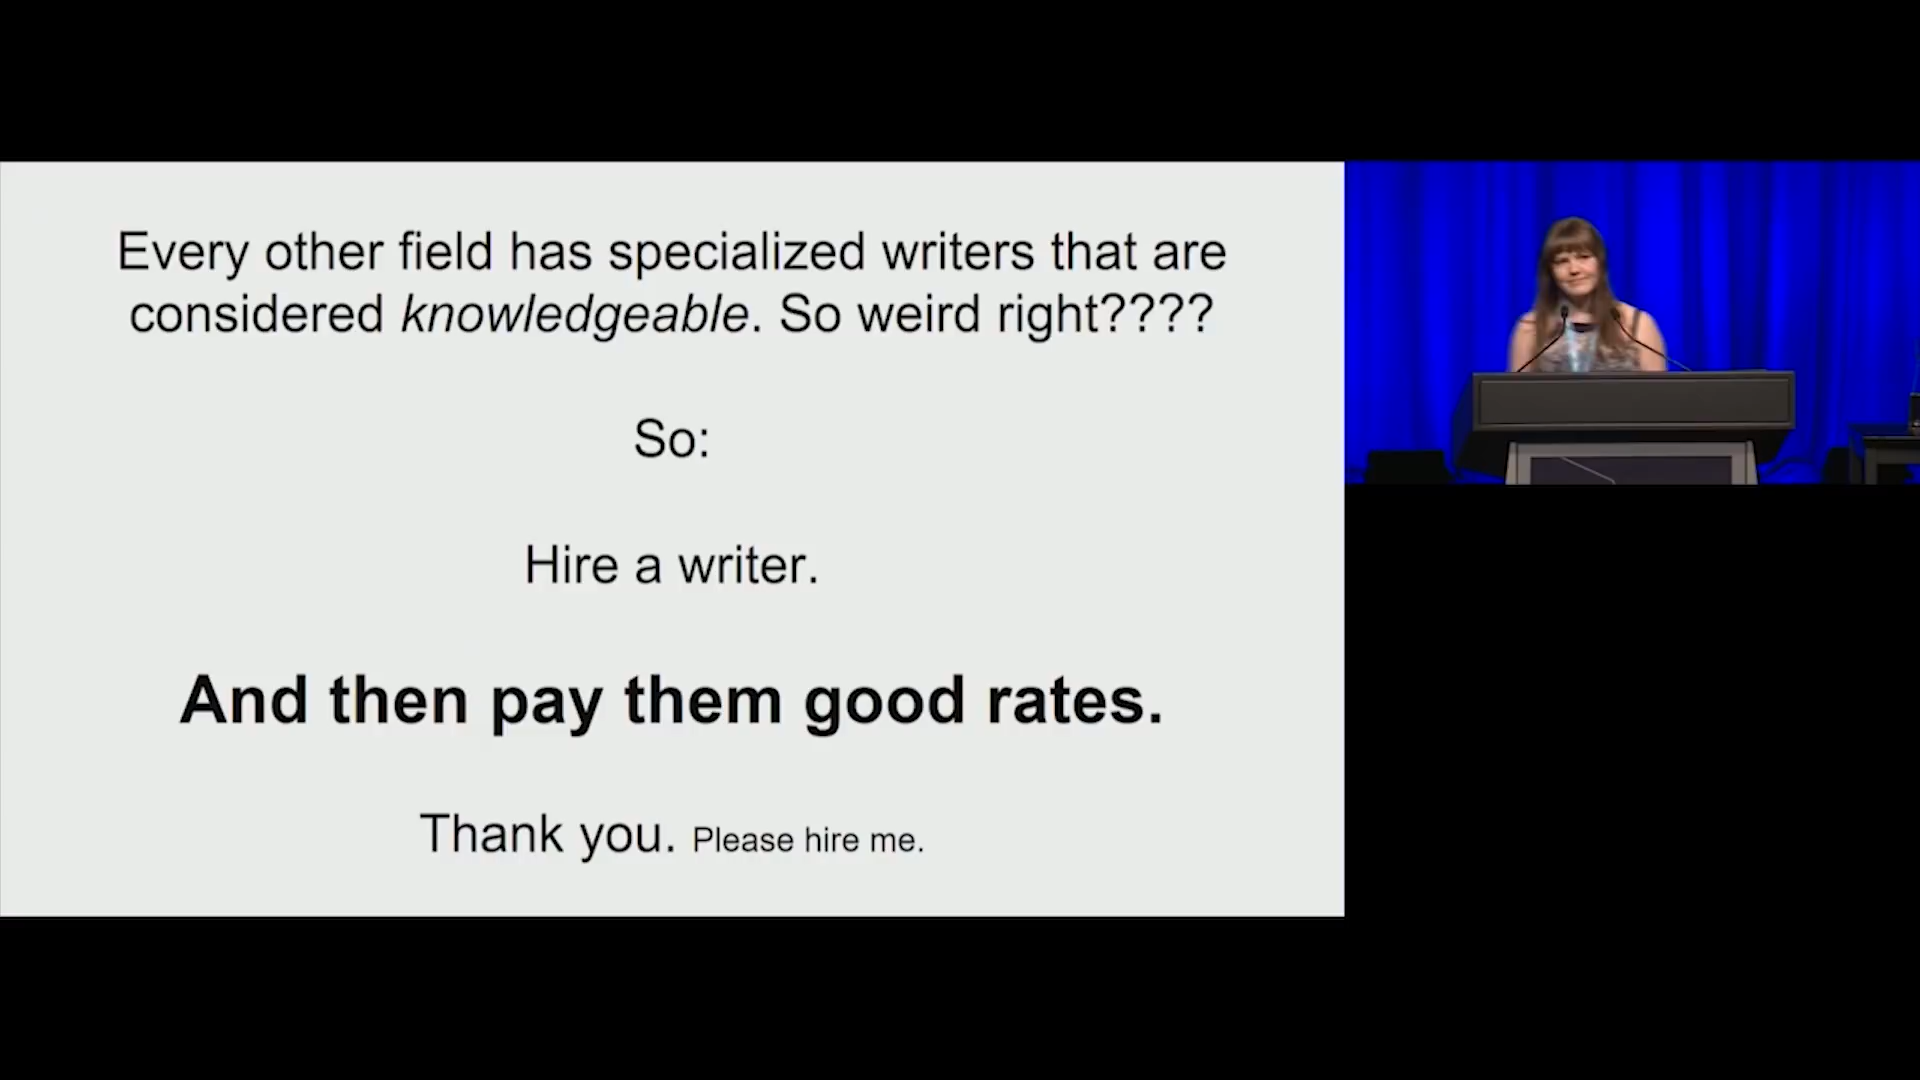 Every other field has specialized writers that are
considered knowledgeable. So weird right????
So:
Hire a writer.
And then pay them good rates.
Thank you. Please hire me.